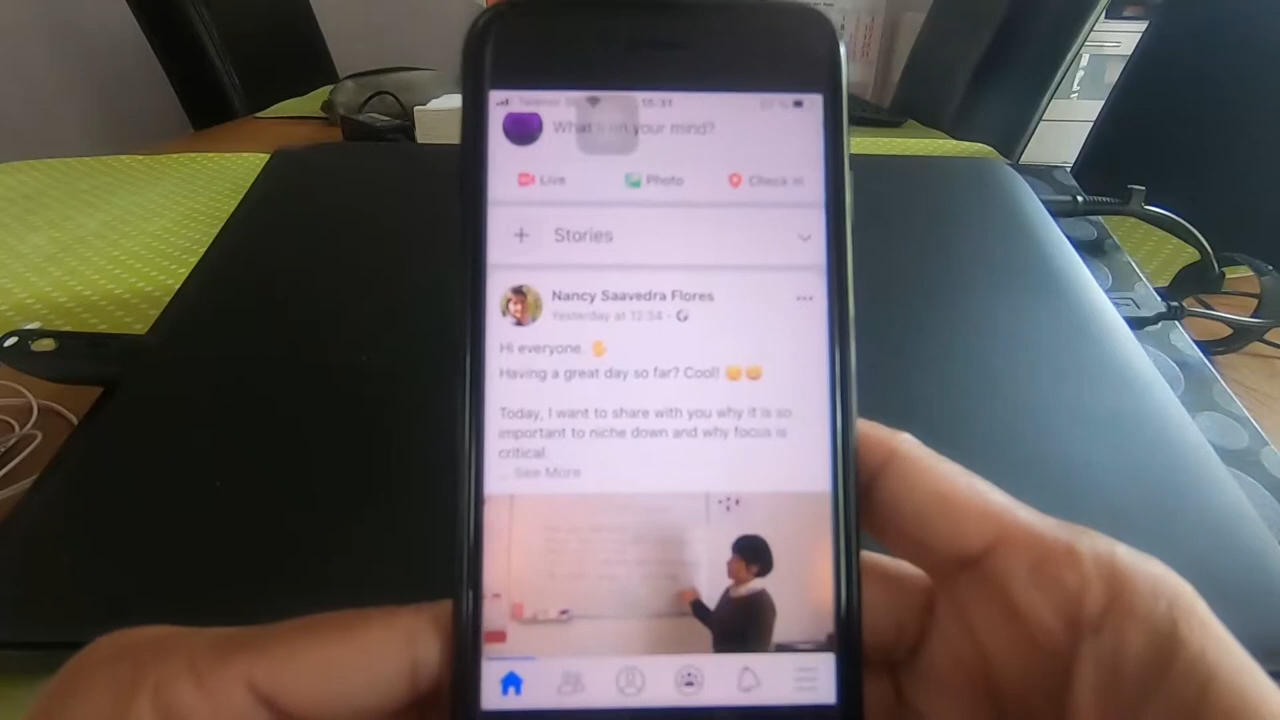 15:31
What's on your mind?
Live Photo Check in
Stories
Nancy Saavedra Flores
Yesterday at 12:34
Hi everyone.
Having a great day so far? Cool!
Today, I want to share with you why it is so
important to niche down and why focus is
critical.
... See More